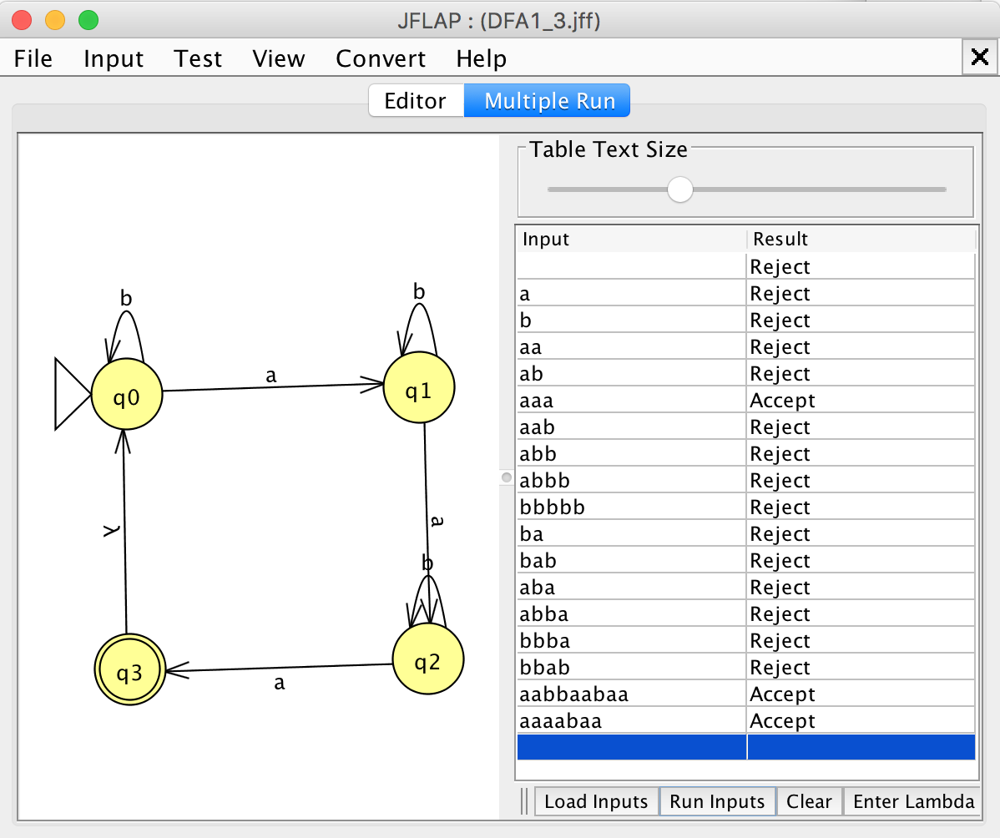 JFLAP : (DFA1_3.jff)
File Input Test View Convert Help
Editor Multiple Run
b
b
q0
a
q1
λ
a
b
q3
a
q2
Table Text Size
Input Result
Reject
a Reject
b Reject
aa Reject
ab Reject
aaa Accept
aab Reject
abb Reject
abbb Reject
bbbbb Reject
ba Reject
bab Reject
aba Reject
abba Reject
bbba Reject
bbab Reject
aabbaabaa Accept
aaaabaa Accept
Load Inputs Run Inputs Clear Enter Lambda